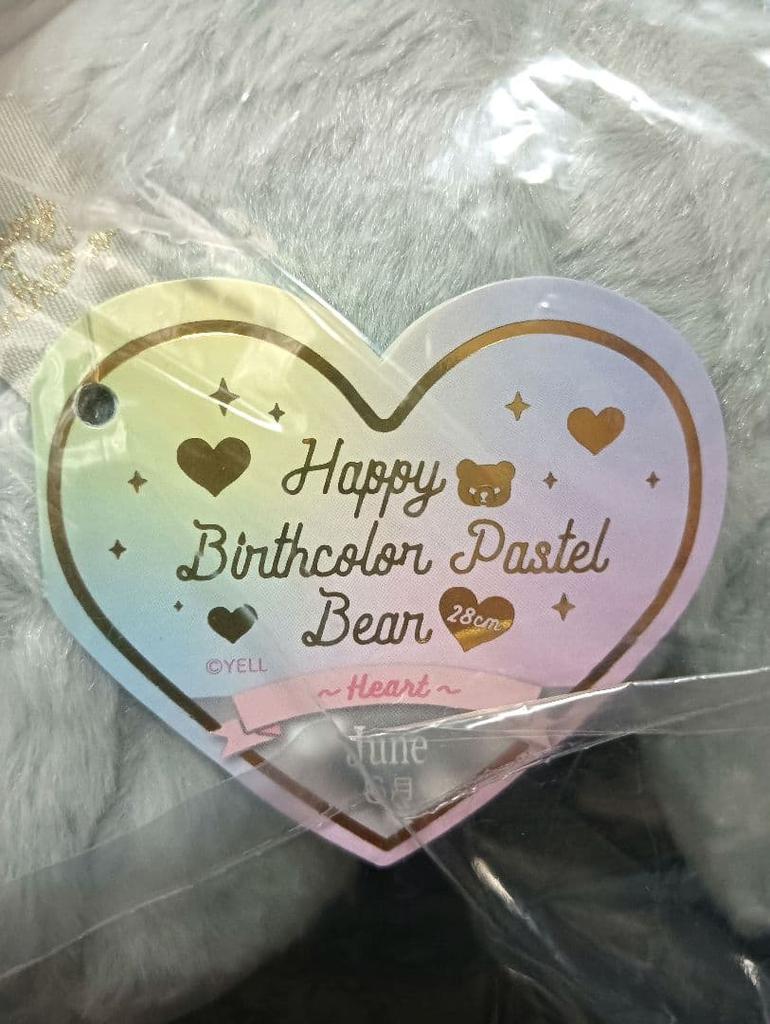 Happy
Birthcolor Pastel
Bear 28cm
©YELL
~Heart~
June
6月